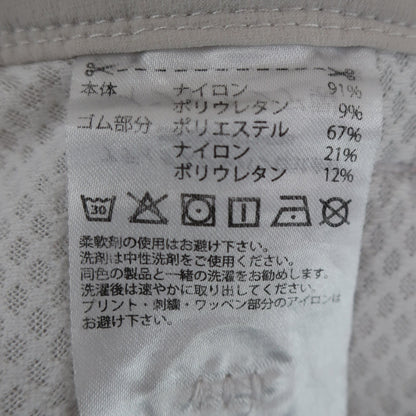 本体 ナイロン 91%
ポリウレタン 9%
ゴム部分 ポリエステル 67%
ナイロン 21%
ポリウレタン 12%
30
柔軟剤の使用はお避け下さい。
洗剤は中性洗剤をご使用ください。
同色の製品と一緒の洗濯をお勧めします。
洗濯後は速やかに取り出してください。
プリント・刺繍・ワッペン部分のアイロンは
お避け下さい。